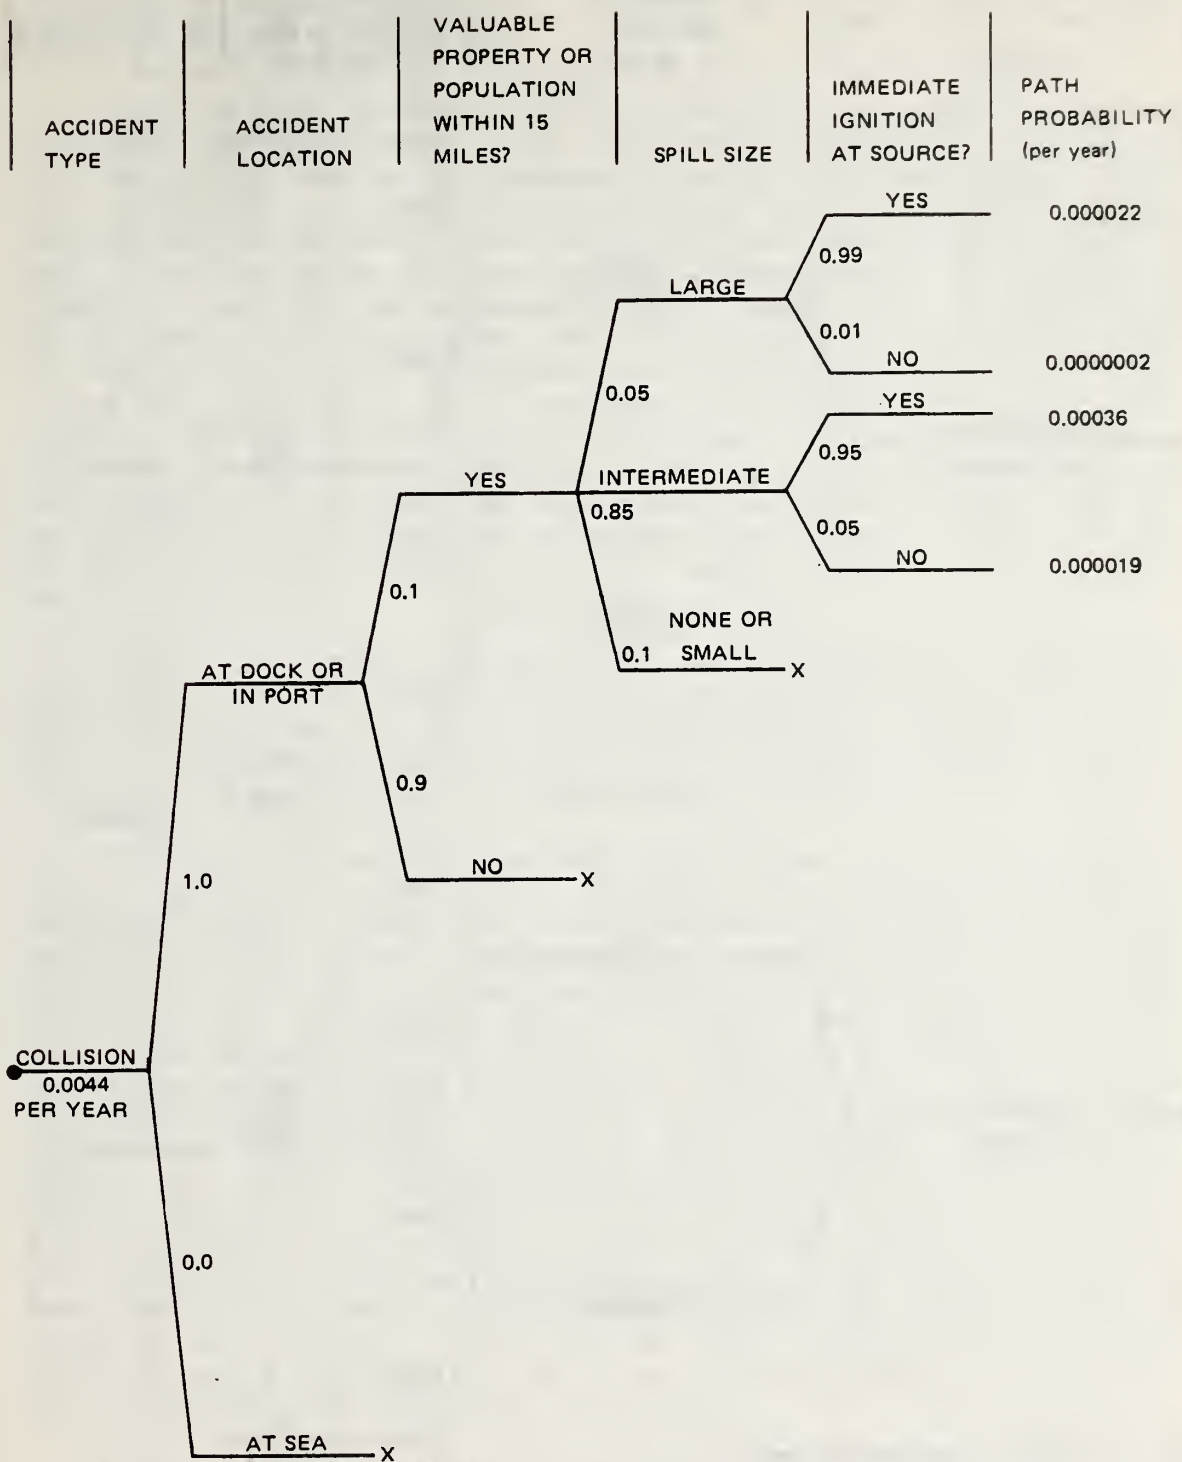 ACCIDENT
TYPE
ACCIDENT
LOCATION
VALUABLE
PROPERTY OR
POPULATION
WITHIN 15
MILES?
SPILL SIZE
IMMEDIATE
IGNITION
AT SOURCE?
PATH
PROBABILITY
(per year)
YES
0.000022
0.99
LARGE
0.01
NO
0.0000002
0.05
YES
0.00036
0.95
YES
INTERMEDIATE
0.85
0.05
NO
0.000019
0.1
NONE OR
SMALL
0.1
X
AT DOCK OR
IN PORT
0.9
NO
X
1.0
COLLISION
0.0044
PER YEAR
0.0
AT SEA
X